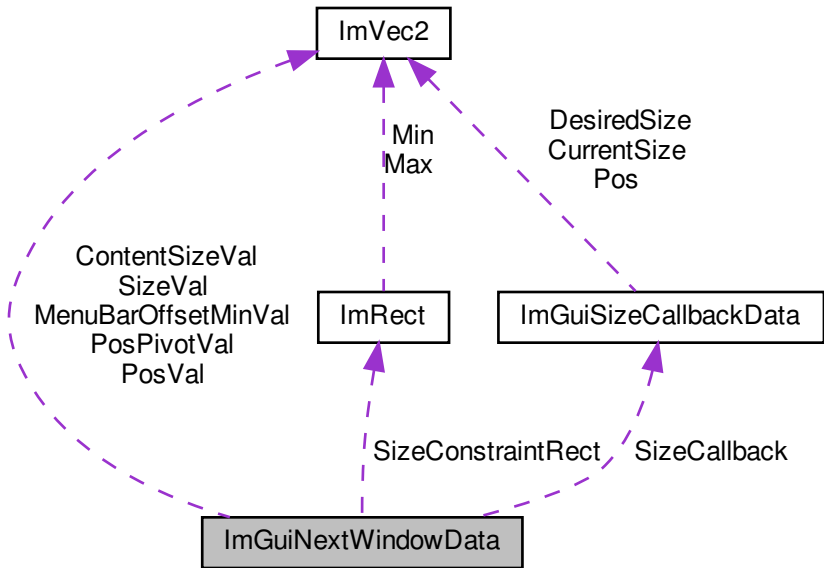 ImVec2
Min
Max
DesiredSize
CurrentSize
Pos
ContentSizeVal
SizeVal
MenuBarOffsetMinVal
PosPivotVal
PosVal
ImRect
ImGuiSizeCallbackData
SizeConstraintRect
SizeCallback
ImGuiNextWindowData